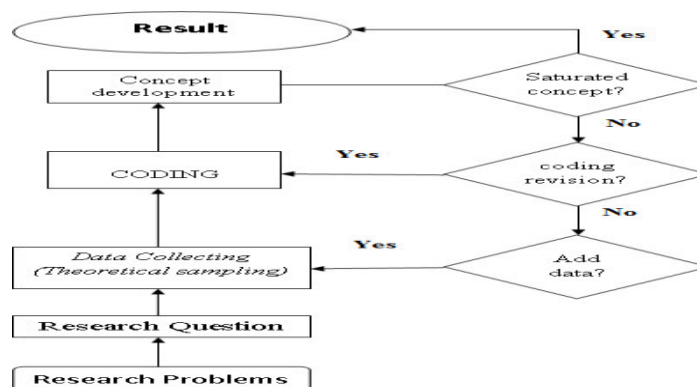 Result
Yes
Concept
development
Saturated
concept?
No
CODING
Yes
coding
revision?
No
Data Collecting
(Theoretical sampling)
Yes
Add
data?
Research Question
Research Problems